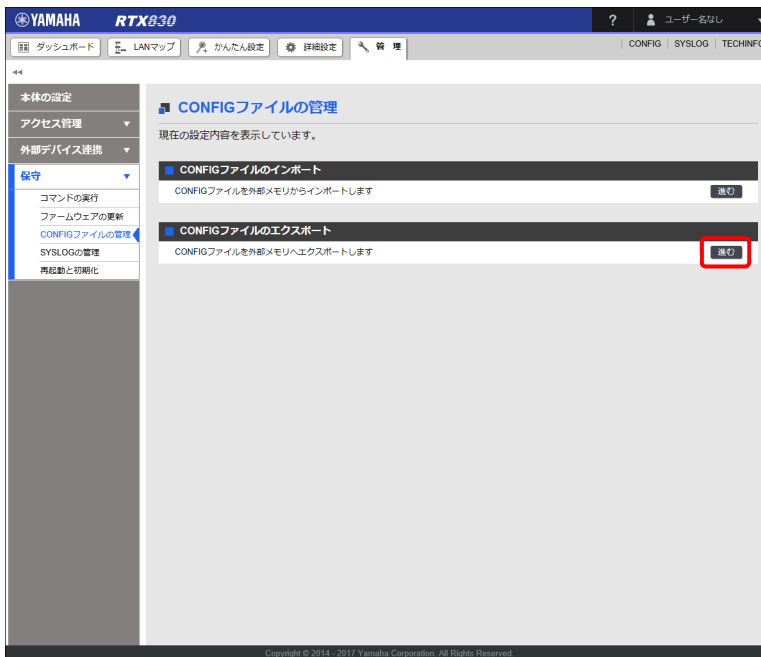 YAMAHA RTX830 ? ユーザー名なし
ダッシュボード LANマップ かんたん設定 詳細設定 管 理 CONFIG SYSLOG TECHINFO
本体の設定
アクセス管理
外部デバイス連携
保守
コマンドの実行
ファームウェアの更新
CONFIGファイルの管理
SYSLOGの管理
再起動と初期化
CONFIGファイルの管理
現在の設定内容を表示しています。
CONFIGファイルのインポート
CONFIGファイルを外部メモリからインポートします 進む
CONFIGファイルのエクスポート
CONFIGファイルを外部メモリへエクスポートします 進む
Copyright © 2014 - 2017 Yamaha Corporation. All Rights Reserved.